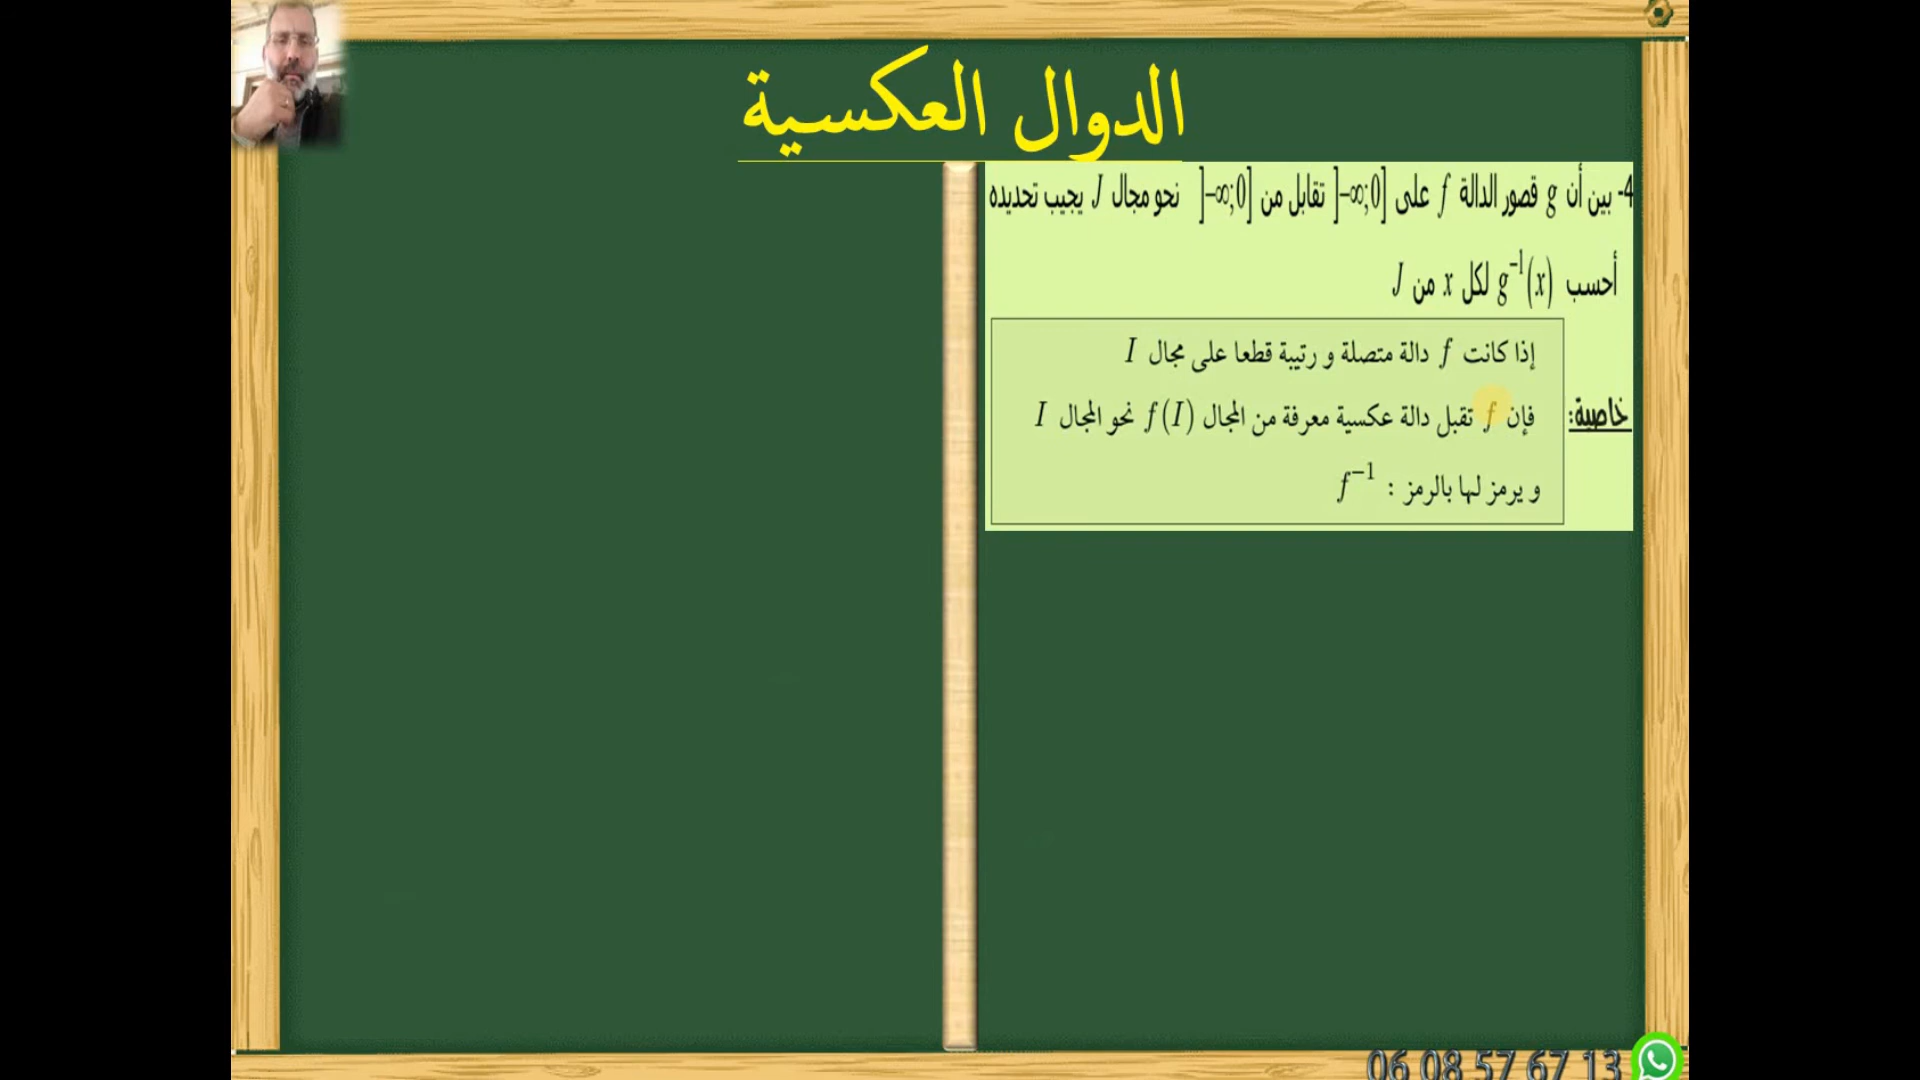 الدوال العكسية
4- بين أن g قصور الدالة f على ]-∞;0] تقابل من ]-∞;0] نحو مجال J يجيب تحديده
أحسب g⁻¹(x) لكل x من J
إذا كانت f دالة متصلة و رتيبة قطعا على مجال I
خاصية: فإن f تقبل دالة عكسية معرفة من المجال f(I) نحو المجال I
و يرمز لها بالرمز : f⁻¹
06 08 57 67 13